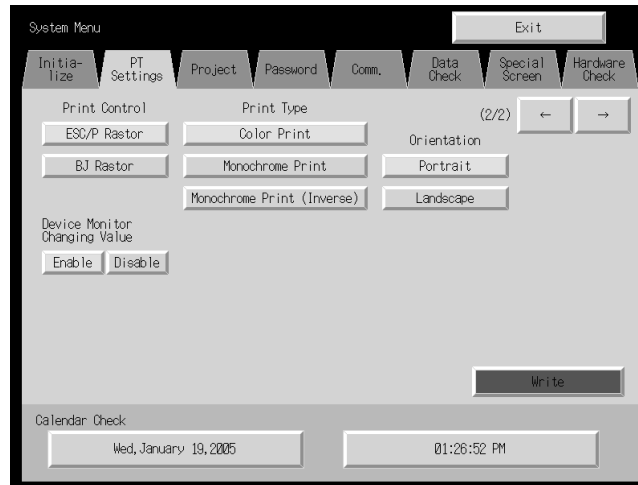 System Menu
Exit
Initia-
lize
PT
Settings
Project
Password
Comm.
Data
Check
Special
Screen
Hardware
Check
Print Control
Print Type
(2/2)
←
→
ESC/P Rastor
Color Print
Orientation
BJ Rastor
Monochrome Print
Portrait
Monochrome Print (Inverse)
Landscape
Device Monitor
Changing Value
Enable
Disable
Write
Calendar Check
Wed,January 19,2005
01:26:52 PM